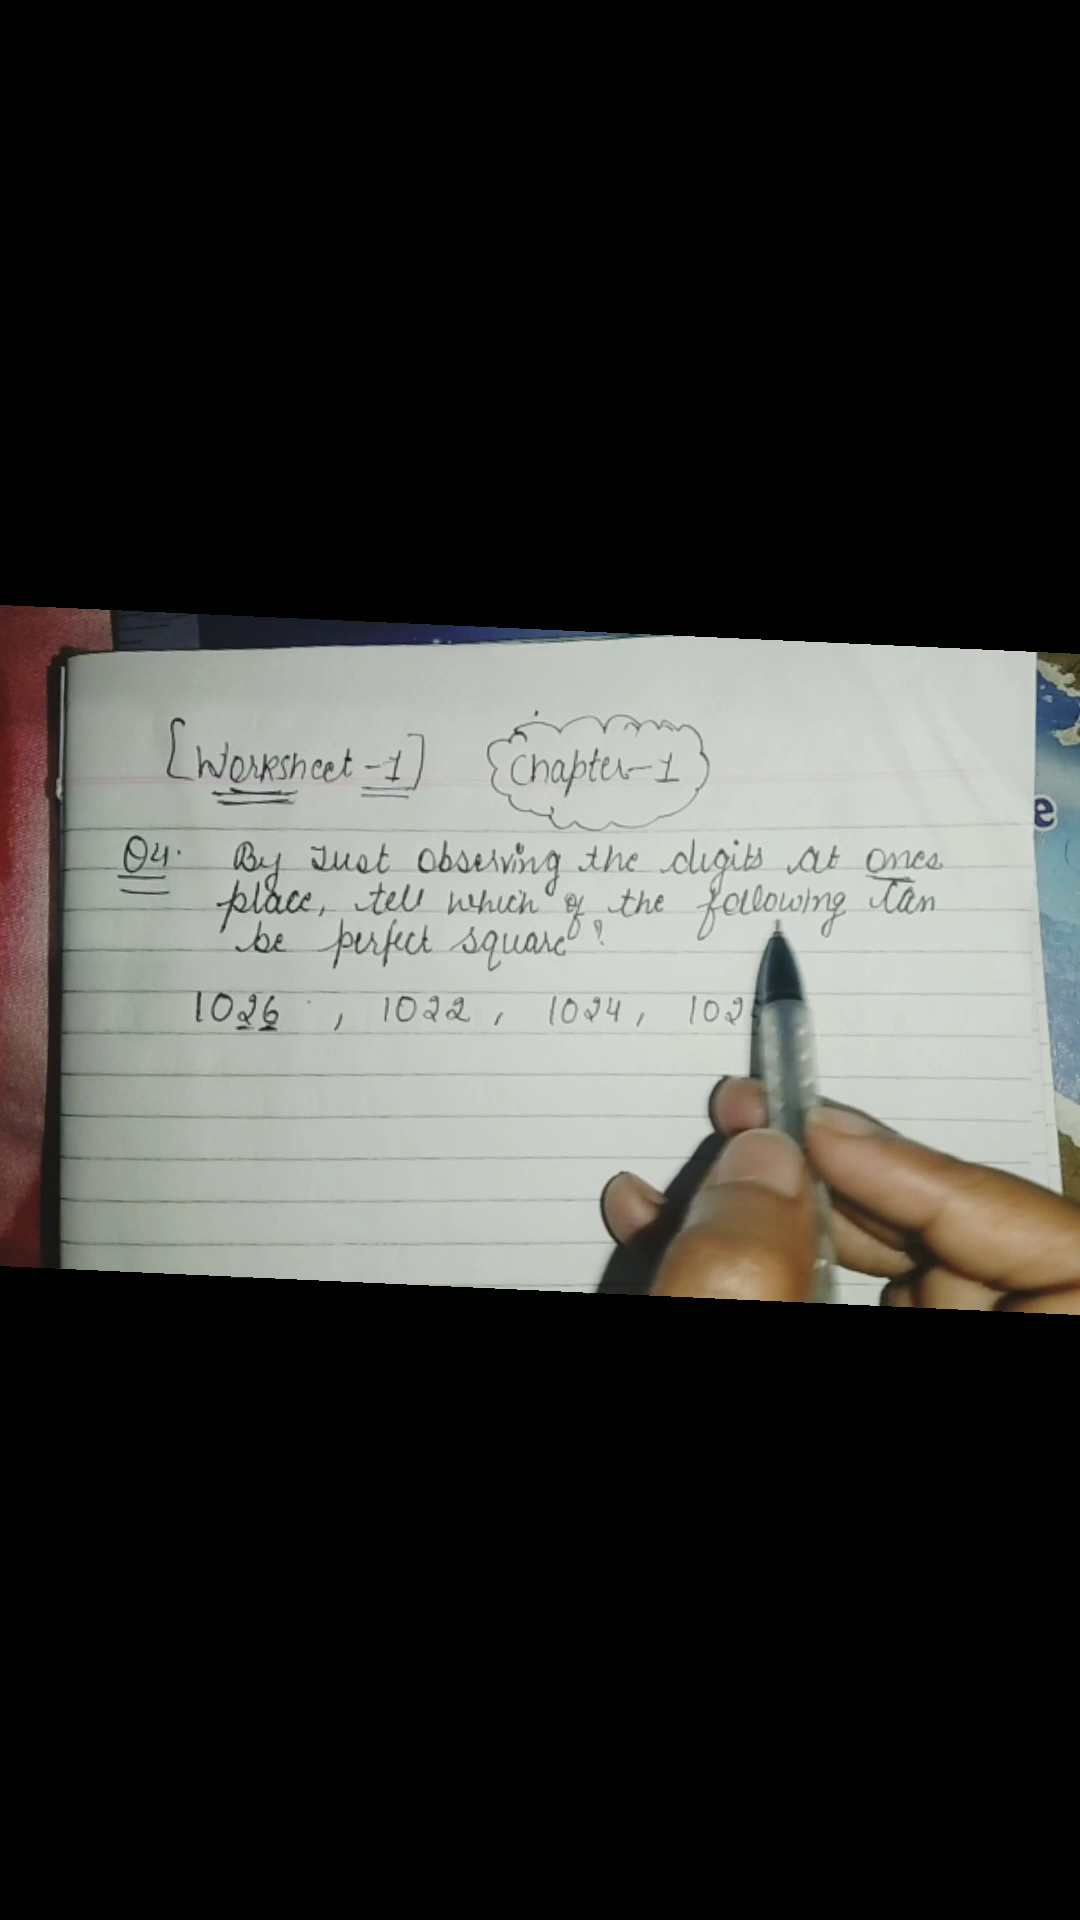 [Worksheet-1]
Chapter-1
Q4. By Just observing the digits at ones
place, tell which of the following can
be perfect square?
1026 , 1022 , 1024, 102
e